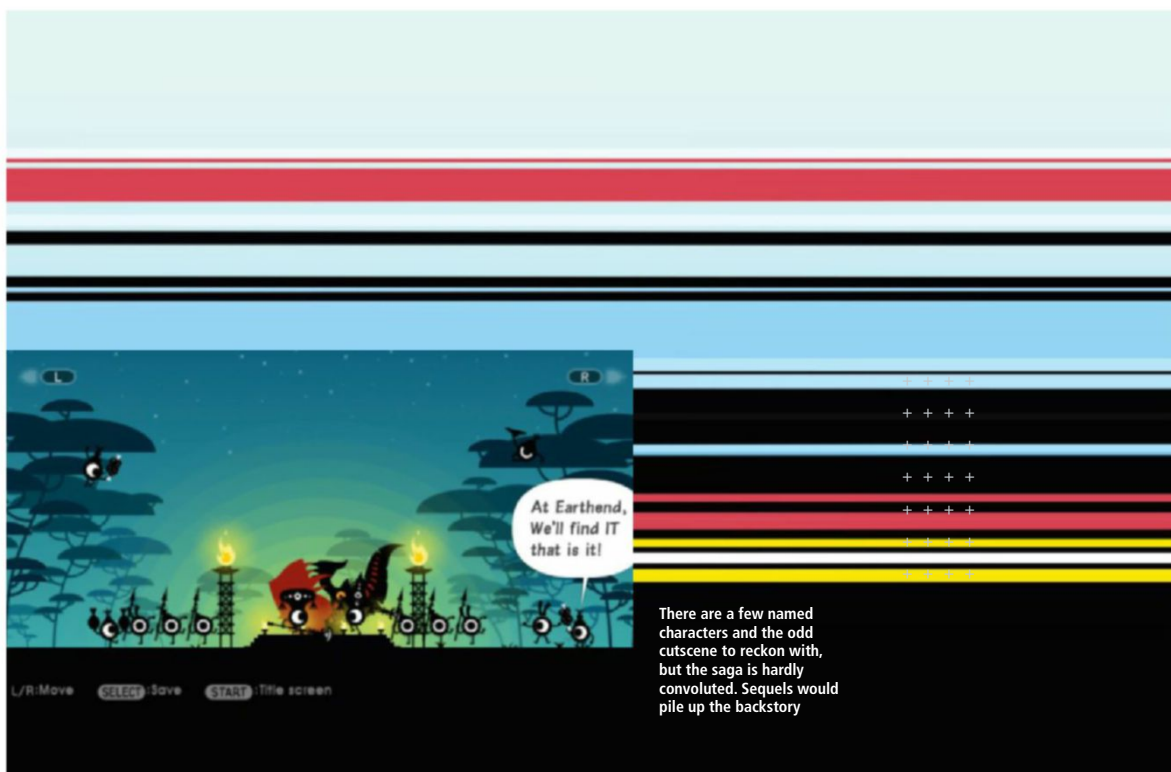 L
R
At Earthend,
We'll find IT
that is it!
There are a few named
characters and the odd
cutscene to reckon with,
but the saga is hardly
convoluted. Sequels would
pile up the backstory
L/R:Move SELECT:Save START:Title screen